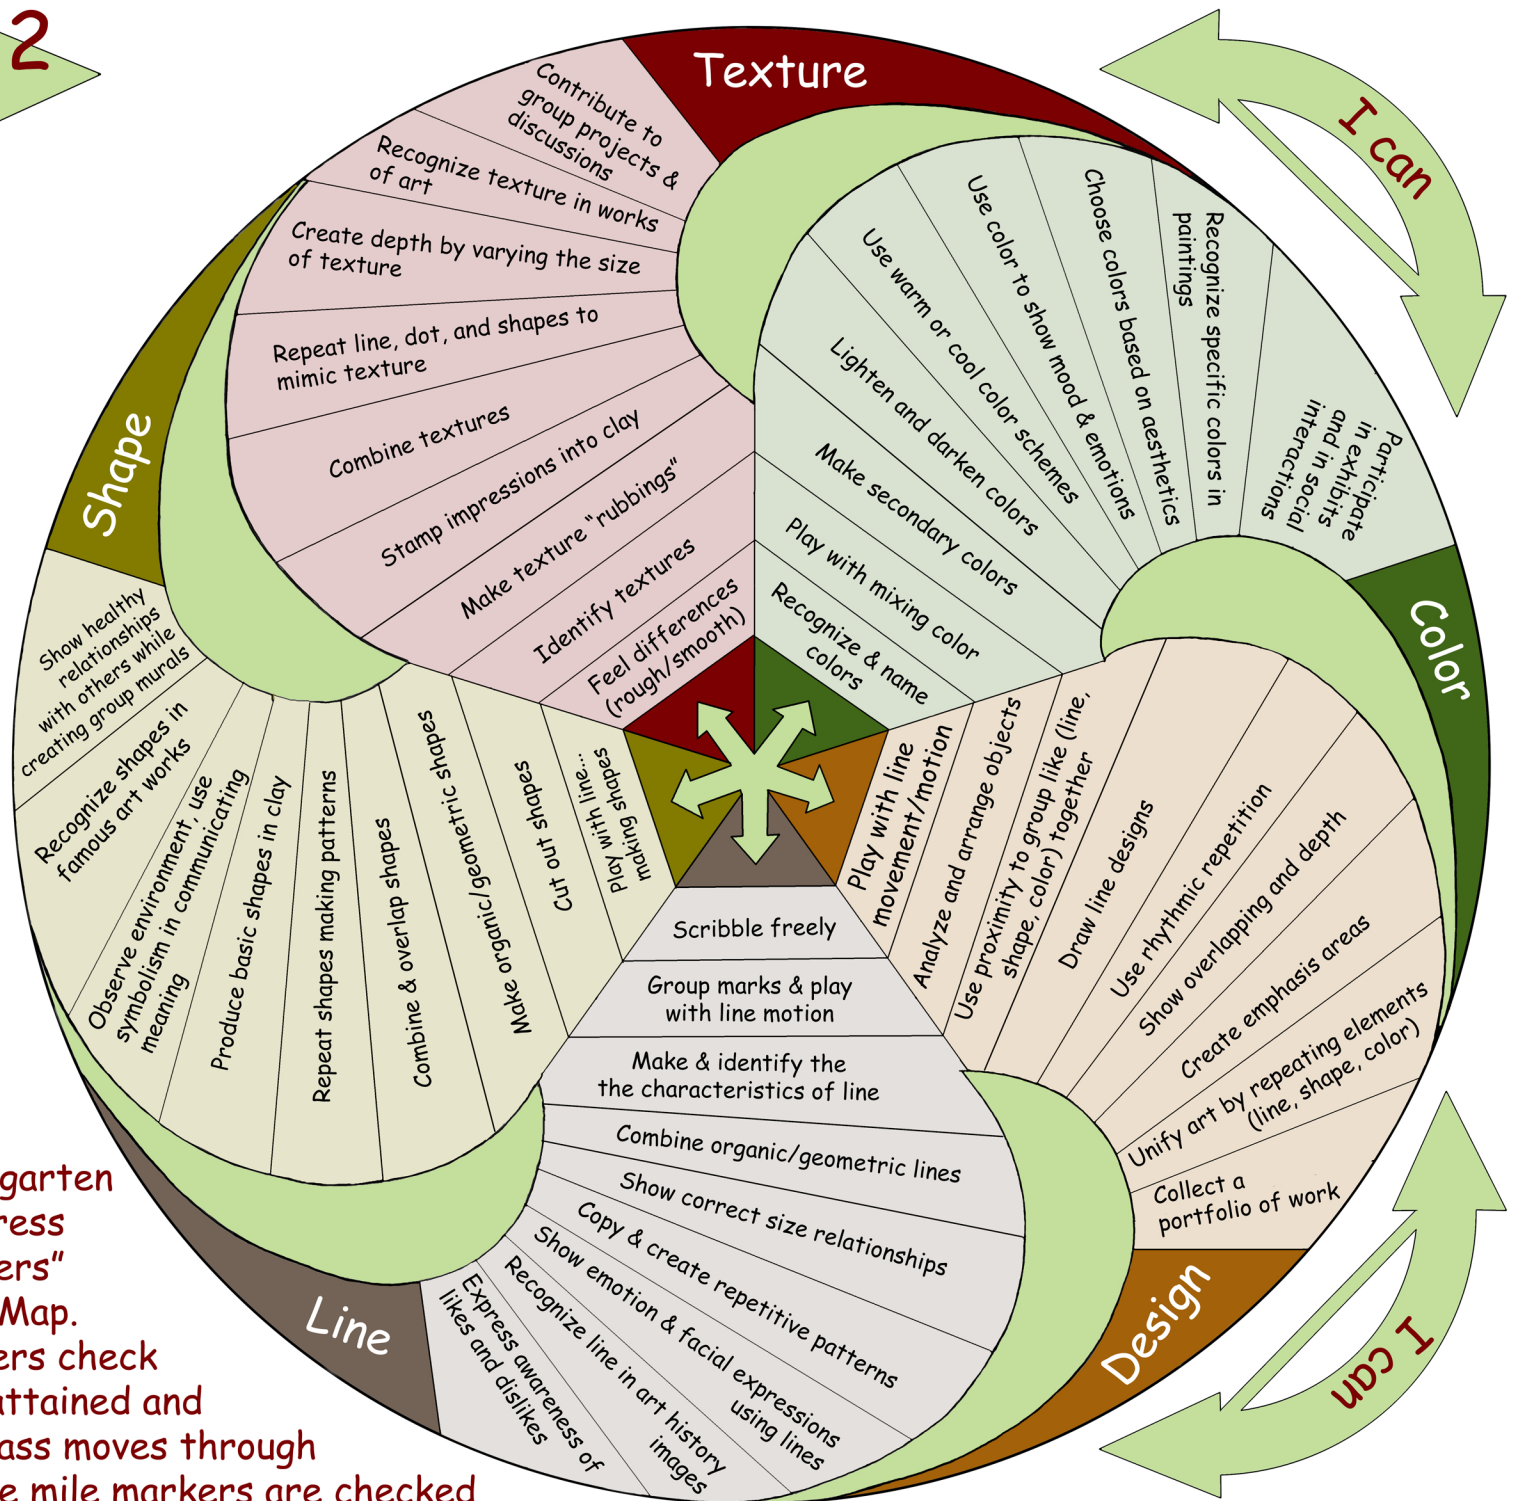 2
Texture
Contribute to
group projects &
discussions
Recognize texture in works
of art
Create depth by varying the size
of texture
Repeat line, dot, and shapes to
mimic texture
Combine textures
Stamp impressions into clay
Make texture "rubbings"
Identify textures
Feel differences
(rough/smooth)
I can
Color
Participate
in exhibits
and in social
interactions
Recognize specific colors in
paintings
Choose colors based on aesthetics
Use color to show mood & emotions
Use warm or cool color schemes
Lighten and darken colors
Make secondary colors
Play with mixing color
Recognize & name
colors
Shape
Show healthy
relationships
with others while
creating group murals
Recognize shapes in
famous art works
Observe environment, use
symbolism in communicating
meaning
Produce basic shapes in clay
Repeat shapes making patterns
Combine & overlap shapes
Make organic/geometric shapes
Cut out shapes
Play with line...
making shapes
Play with line
movement/motion
Analyze and arrange objects
Use proximity to group like (line,
shape, color) together
Draw line designs
Use rhythmic repetition
Show overlapping and depth
Create emphasis areas
Unify art by repeating elements
(line, shape, color)
Collect a
portfolio of work
Design
I can
Scribble freely
Group marks & play
with line motion
Make & identify the
the characteristics of line
Combine organic/geometric lines
Show correct size relationships
Copy & create repetitive patterns
Show emotion & facial expressions
using lines
Recognize line in art history
images
Express awareness of
likes and dislikes
Line
garten
ress
ers"
Map.
ers check
attained and
ass moves through
e mile markers are checked